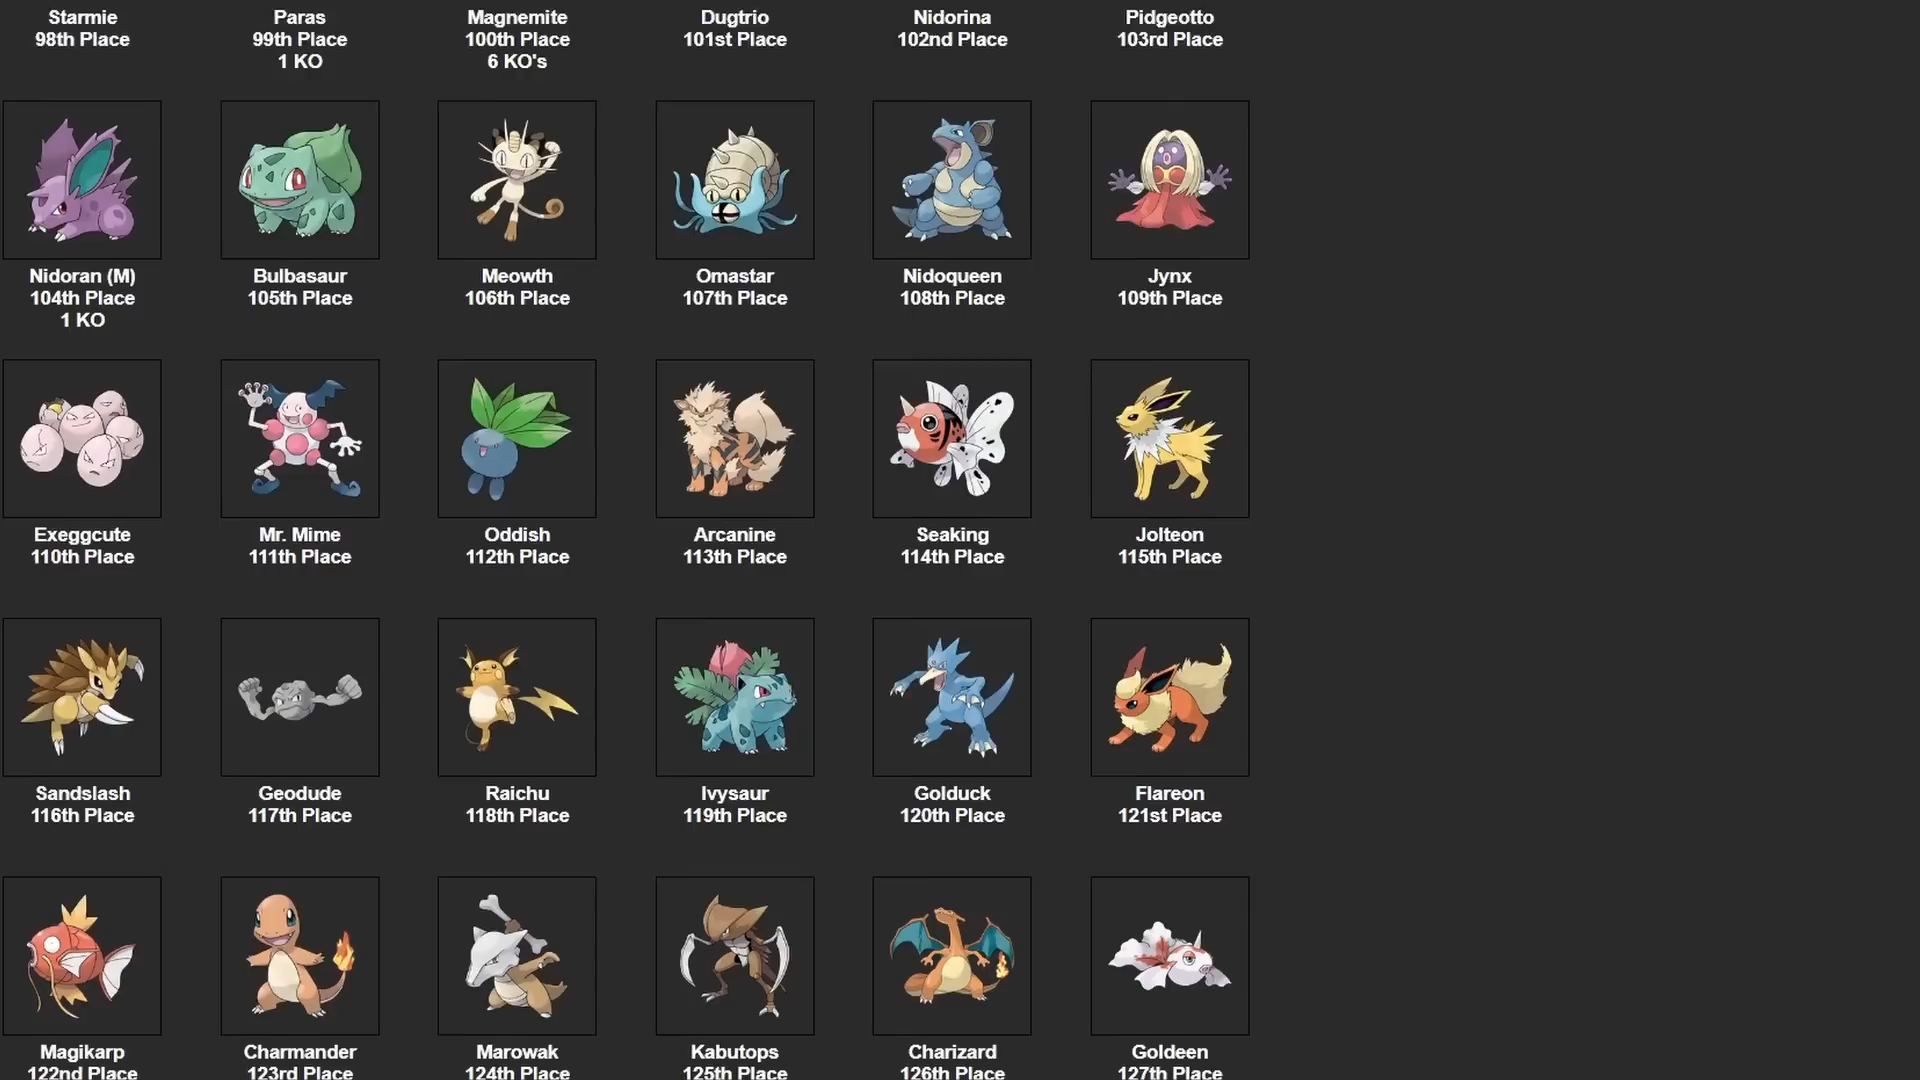 Starmie
98th Place
Paras
99th Place
1 KO
Magnemite
100th Place
6 KO's
Dugtrio
101st Place
Nidorina
102nd Place
Pidgeotto
103rd Place
Nidoran (M)
104th Place
1 KO
Bulbasaur
105th Place
Meowth
106th Place
Omastar
107th Place
Nidoqueen
108th Place
Jynx
109th Place
Exeggcute
110th Place
Mr. Mime
111th Place
Oddish
112th Place
Arcanine
113th Place
Seaking
114th Place
Jolteon
115th Place
Sandslash
116th Place
Geodude
117th Place
Raichu
118th Place
Ivysaur
119th Place
Golduck
120th Place
Flareon
121st Place
Magikarp
122nd Place
Charmander
123rd Place
Marowak
124th Place
Kabutops
125th Place
Charizard
126th Place
Goldeen
127th Place